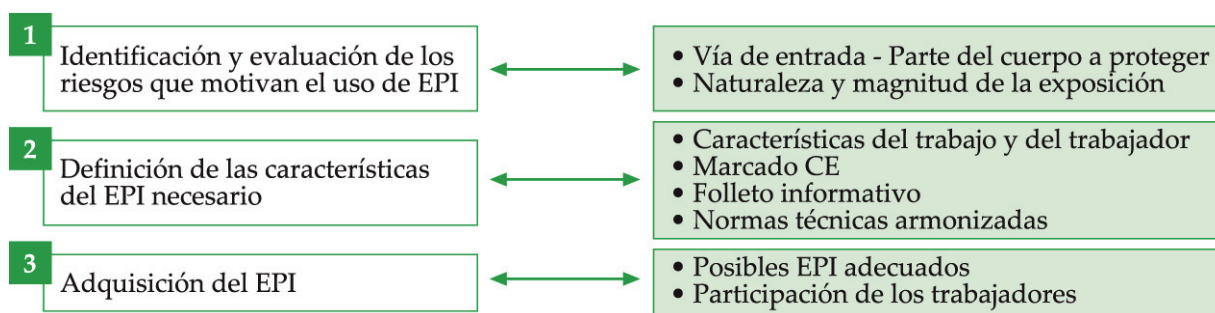 1
Identificación y evaluación de los
riesgos que motivan el uso de EPI
• Vía de entrada - Parte del cuerpo a proteger
• Naturaleza y magnitud de la exposición
2
Definición de las características
del EPI necesario
• Características del trabajo y del trabajador
• Marcado CE
• Folleto informativo
• Normas técnicas armonizadas
3
Adquisición del EPI
• Posibles EPI adecuados
• Participación de los trabajadores